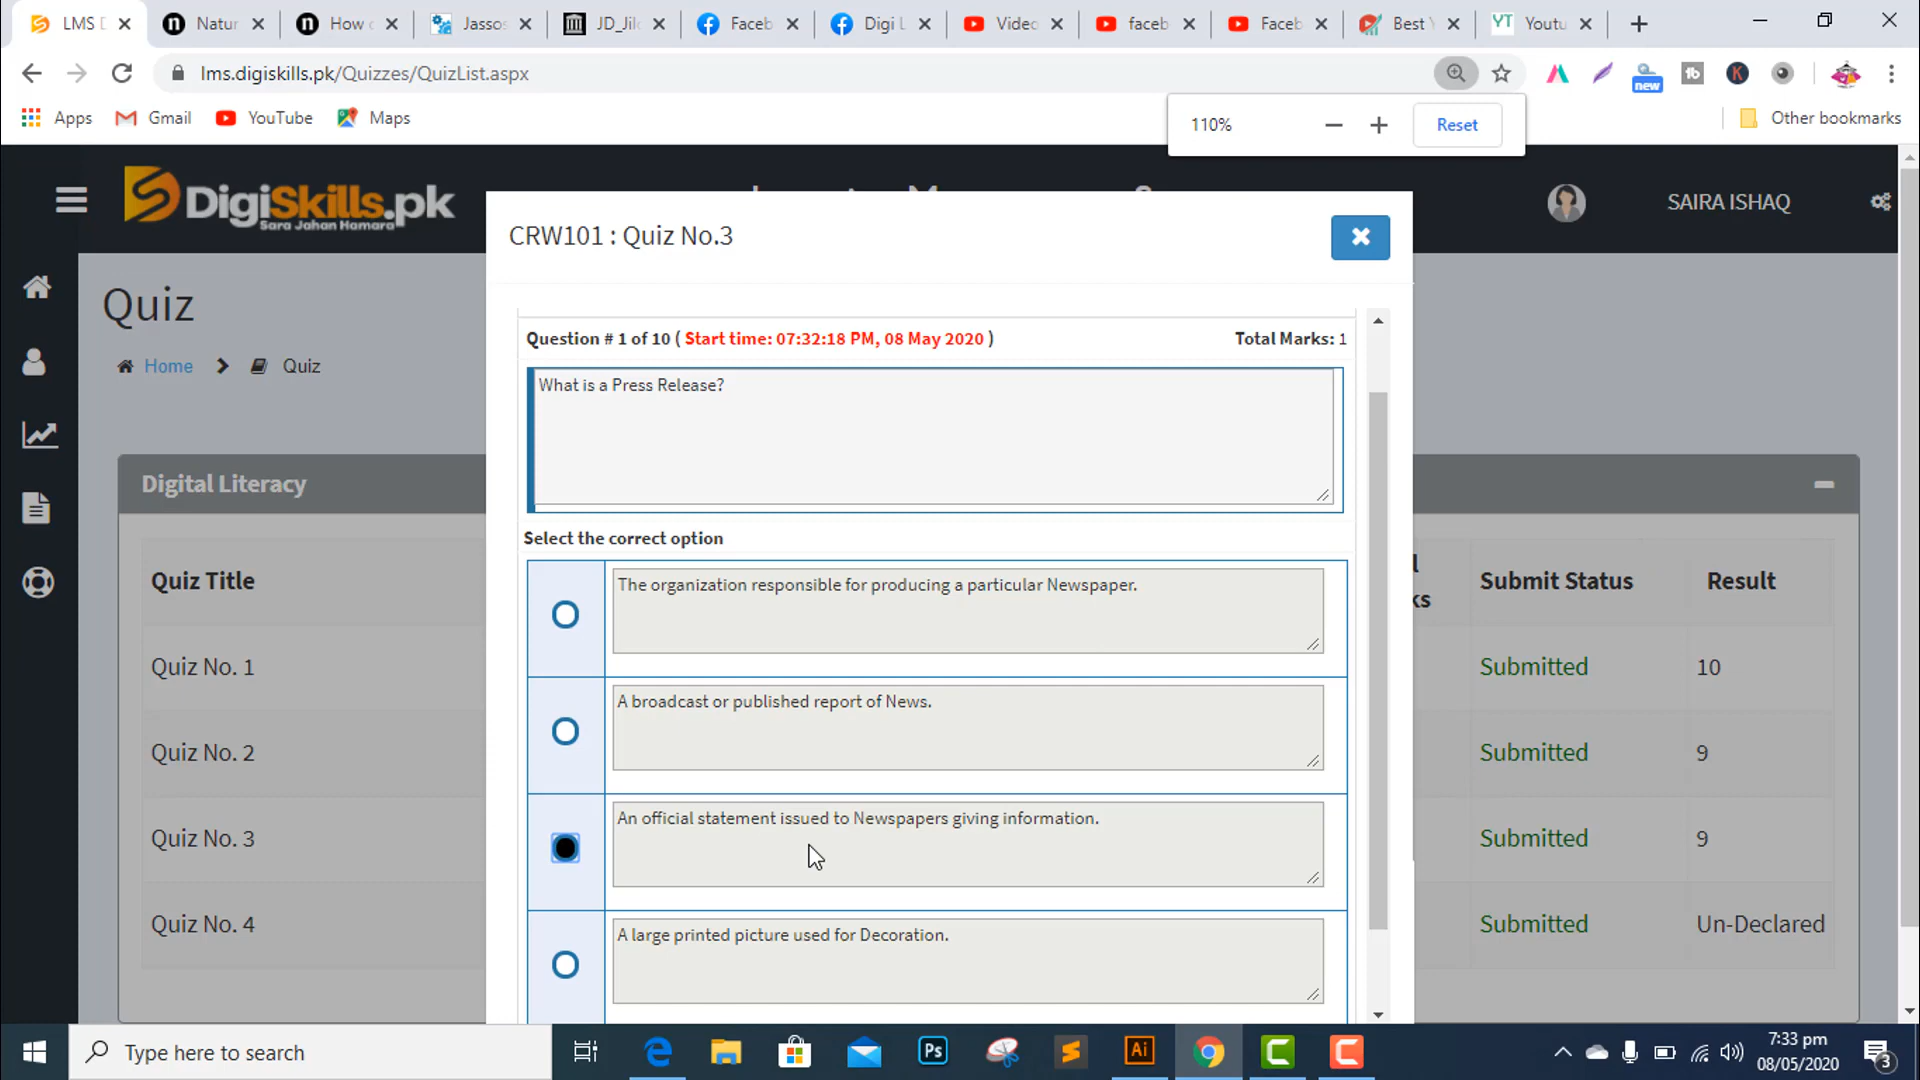 LMS D
Natur
How
Jassos
JD_Jil
Faceb
Digi L
Video
faceb
Faceb
Best
Youtu
lms.digiskills.pk/Quizzes/QuizList.aspx
new
Apps
Gmail
YouTube
Maps
Other bookmarks
110%
Reset
DigiSkills.pk
Sara Jahan Hamara
SAIRA ISHAQ
CRW101 : Quiz No.3
Quiz
Home
Quiz
Question # 1 of 10 ( Start time: 07:32:18 PM, 08 May 2020 )
Total Marks: 1
What is a Press Release?
Select the correct option
The organization responsible for producing a particular Newspaper.
A broadcast or published report of News.
An official statement issued to Newspapers giving information.
A large printed picture used for Decoration.
Digital Literacy
Quiz Title
Submit Status
Result
Quiz No. 1
Submitted
10
Quiz No. 2
Submitted
9
Quiz No. 3
Submitted
9
Quiz No. 4
Submitted
Un-Declared
Type here to search
Ps
Ai
7:33 pm
08/05/2020
3